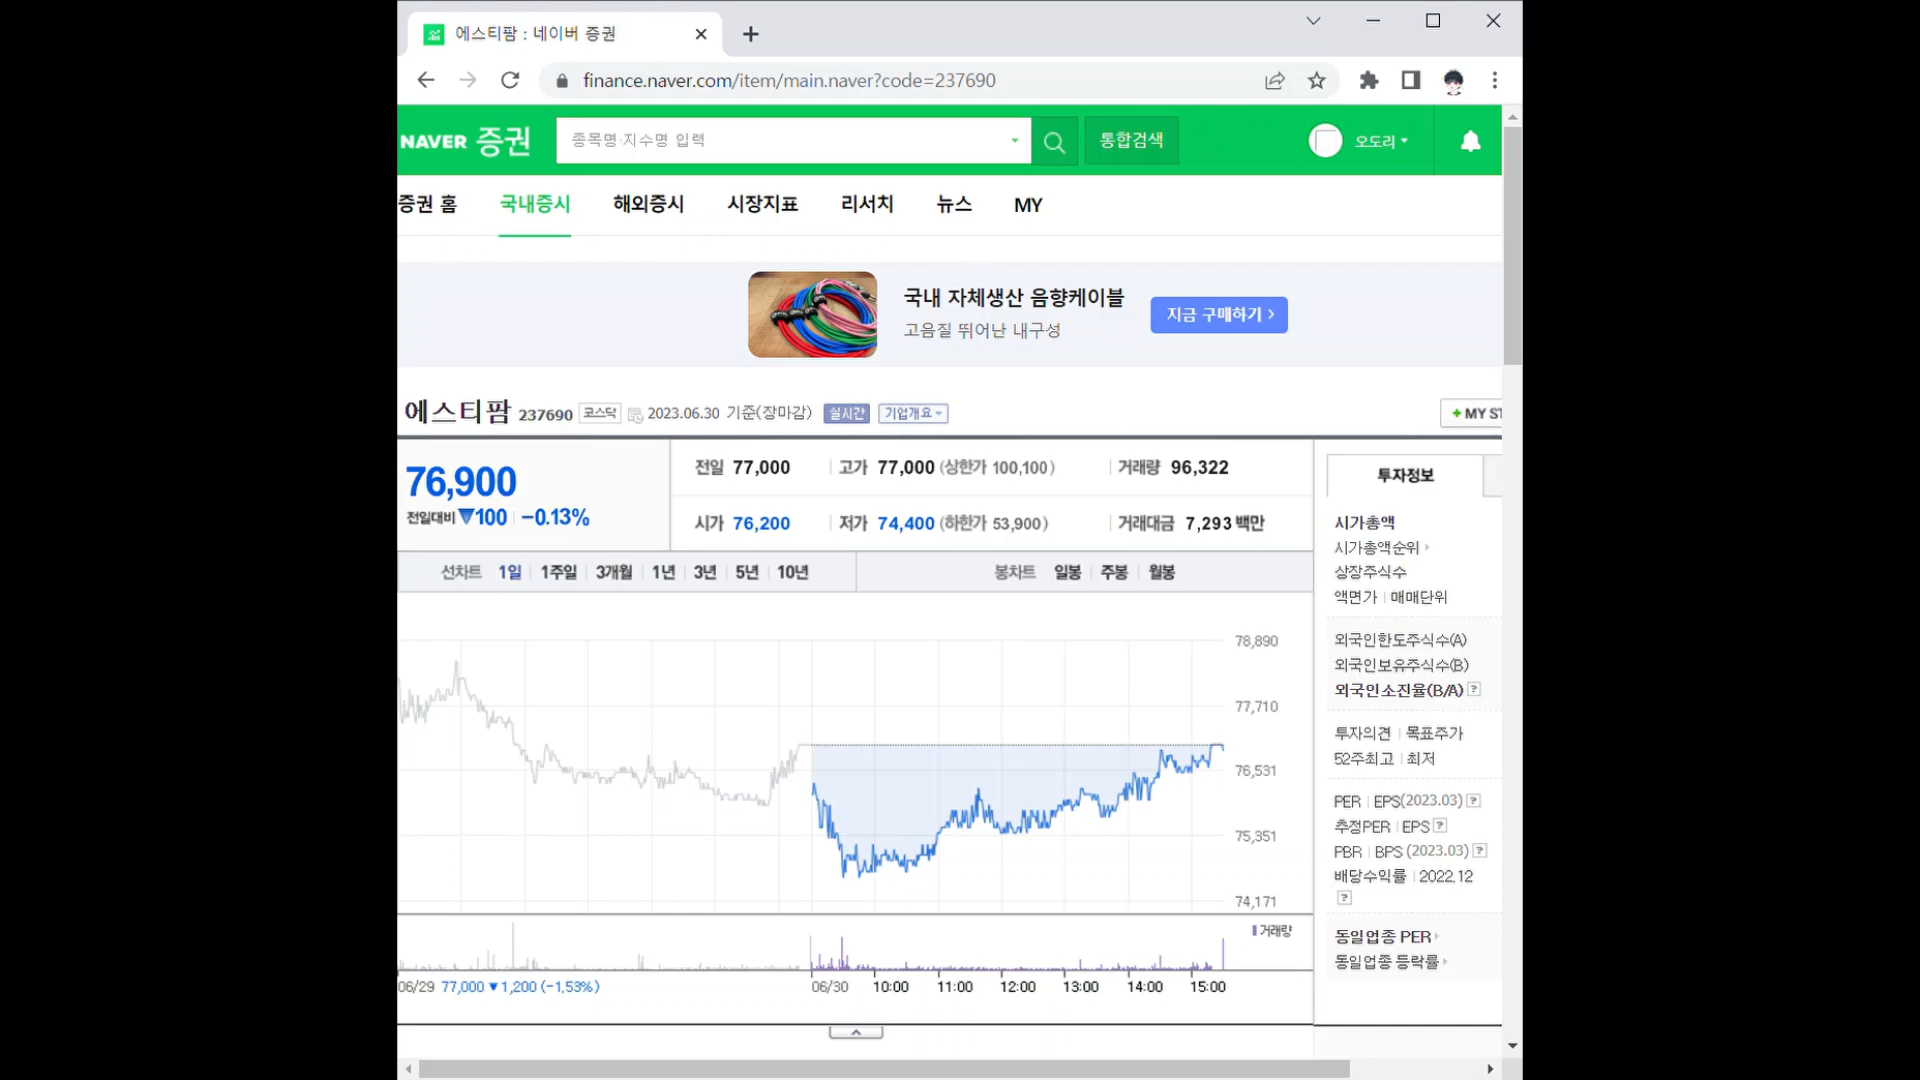 에스티팜 : 네이버 증권
finance.naver.com/item/main.naver?code=237690
NAVER 증권 종목명·지수명 입력 통합검색 오도리
증권 홈 국내증시 해외증시 시장지표 리서치 뉴스 MY
국내 자체생산 음향케이블
고음질 뛰어난 내구성
지금 구매하기 >
에스티팜 237690 코스닥 2023.06.30 기준(장마감) 실시간 기업개요
+ MY ST
76,900
전일대비 ▼100 -0.13%
전일 77,000 고가 77,000 (상한가 100,100) 거래량 96,322
시가 76,200 저가 74,400 (하한가 53,900) 거래대금 7,293 백만
선차트 1일 1주일 3개월 1년 3년 5년 10년 봉차트 일봉 주봉 월봉
78,890
77,710
76,531
75,351
74,171
거래량
06/29 77,000 ▼1,200 (-1.53%) 06/30 10:00 11:00 12:00 13:00 14:00 15:00
투자정보
시가총액
시가총액순위
상장주식수
액면가 | 매매단위
외국인한도주식수(A)
외국인보유주식수(B)
외국인소진율(B/A) ?
투자의견 | 목표주가
52주최고 | 최저
PER | EPS(2023.03) ?
추정PER | EPS ?
PBR | BPS (2023.03) ?
배당수익률 | 2022.12
?
동일업종 PER
동일업종 등락률